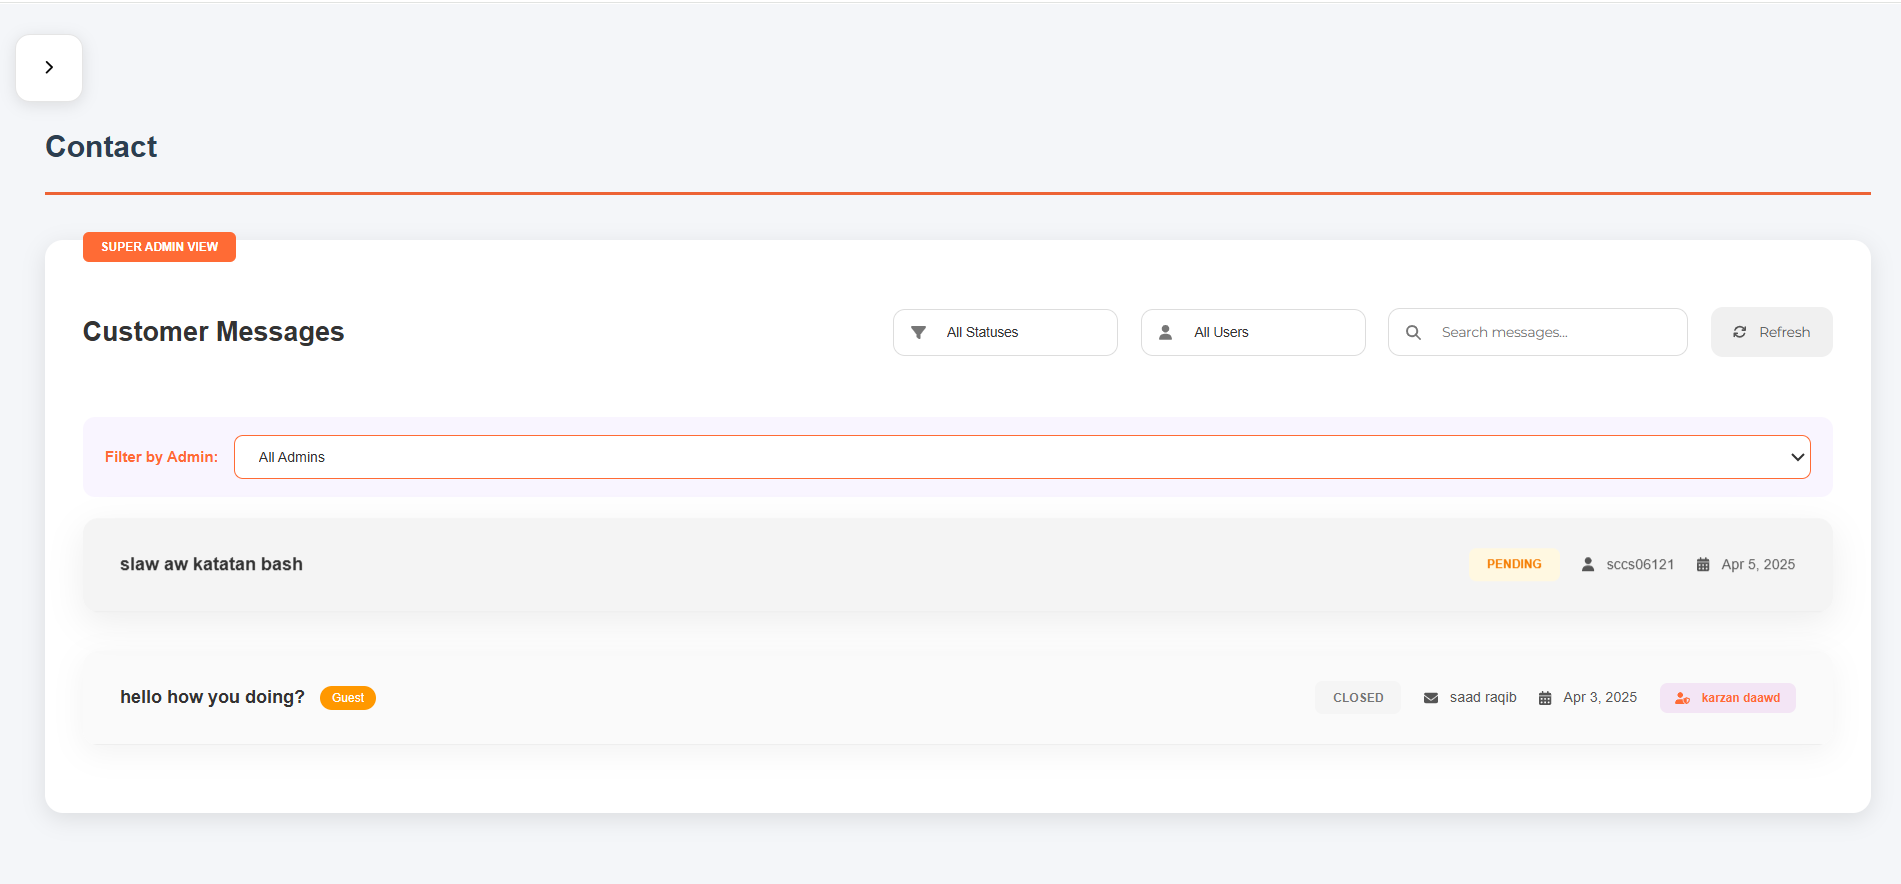 Contact
SUPER ADMIN VIEW
Customer Messages
All Statuses
All Users
Search messages...
Refresh
Filter by Admin:
All Admins
slaw aw katatan bash
PENDING
sccs06121
Apr 5, 2025
hello how you doing?
Guest
CLOSED
saad raqib
Apr 3, 2025
karzan daawd